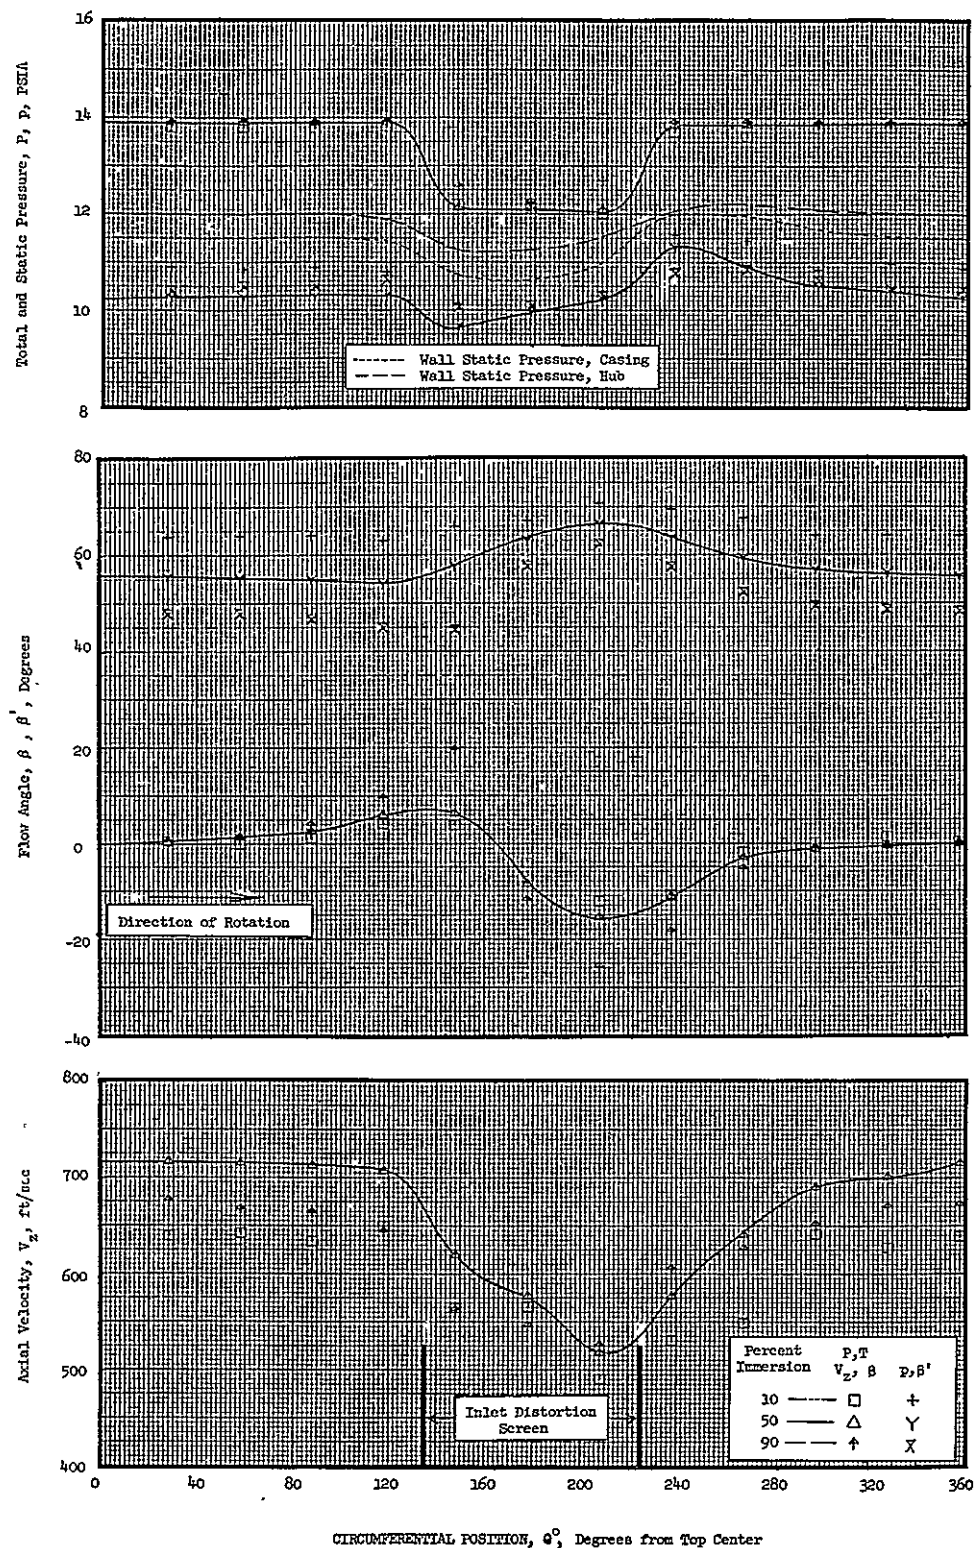 Total and Static Pressure, P, p, PSIA
16
14
12
10
8
Wall Static Pressure, Casing
Wall Static Pressure, Hub
Flow Angle, β, β', Degrees
80
60
40
20
0
-20
-40
Direction of Rotation
Axial Velocity, Vz, ft/sec
800
700
600
500
400
Inlet Distortion
Screen
Percent P,T
Immersion Vz, β p,β'
10
50
90
0 40 80 120 160 200 240 280 320 360
CIRCUMFERENTIAL POSITION, θ°, Degrees from Top Center